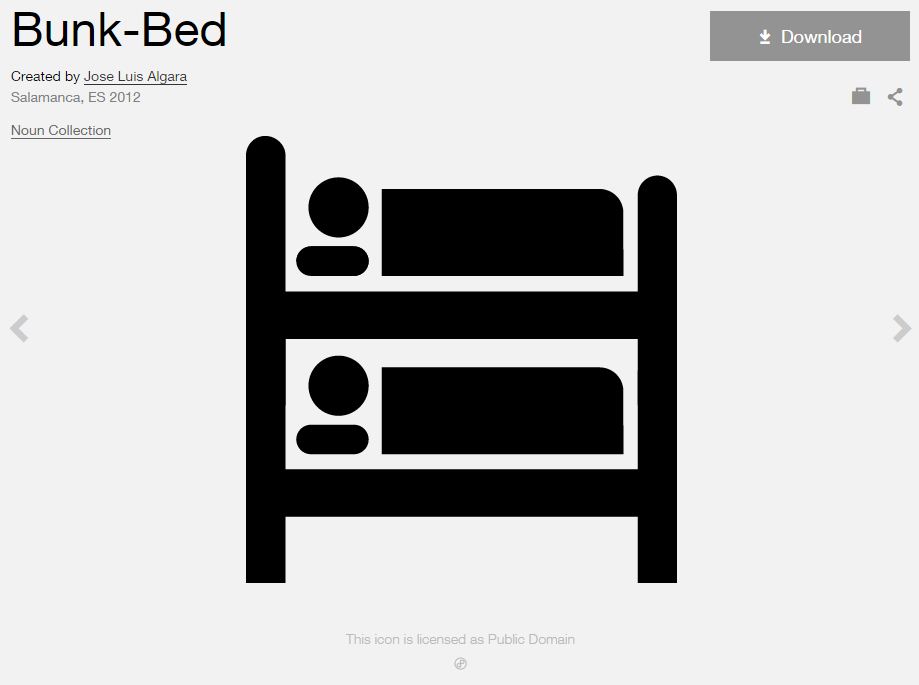 Bunk-Bed
Download
Created by Jose Luis Algara
Salamanca, ES 2012
Noun Collection
This icon is licensed as Public Domain